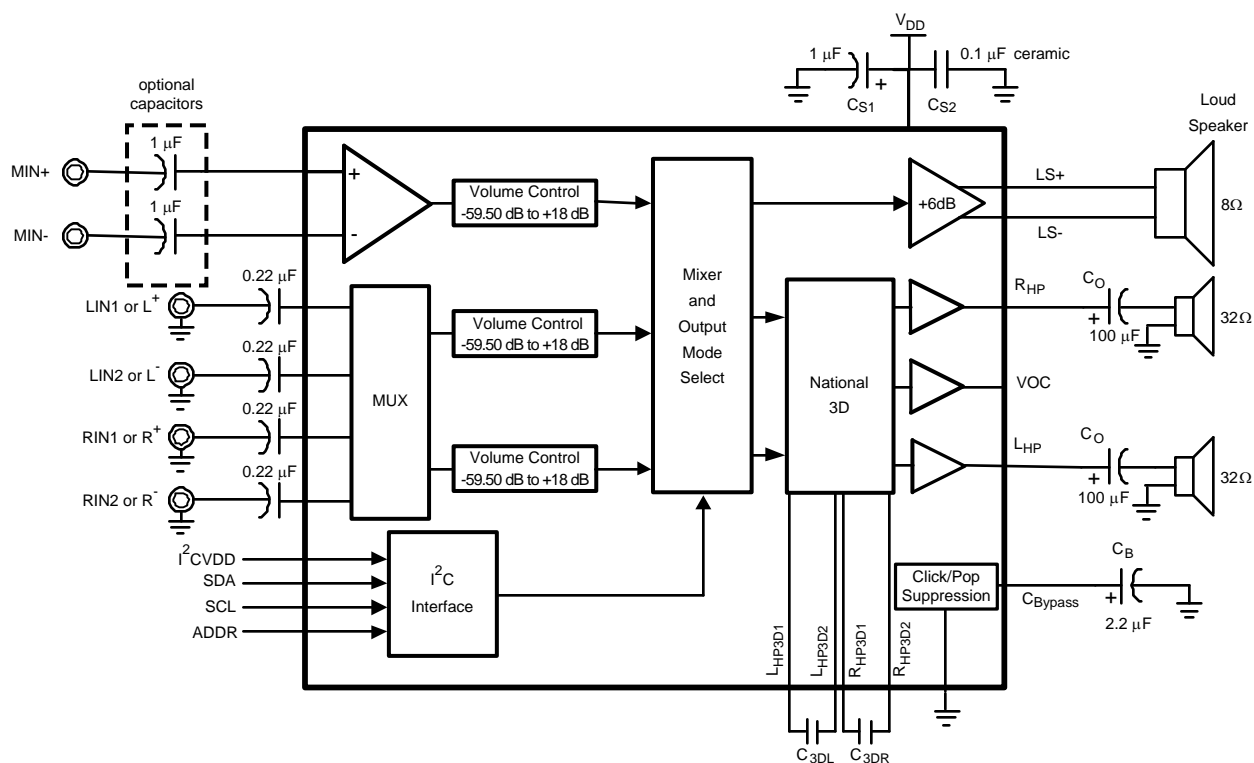 V_DD
1 μF
0.1 μF ceramic
C_S1
C_S2
optional
capacitors
1 μF
1 μF
MIN+
MIN-
+
-
Volume Control
-59.50 dB to +18 dB
+6dB
LS+
LS-
Loud
Speaker
8Ω
0.22 μF
LIN1 or L⁺
0.22 μF
LIN2 or L⁻
0.22 μF
RIN1 or R⁺
0.22 μF
RIN2 or R⁻
MUX
Volume Control
-59.50 dB to +18 dB
Volume Control
-59.50 dB to +18 dB
Mixer
and
Output
Mode
Select
National
3D
R_HP
C_O
+
100 μF
32Ω
VOC
L_HP
C_O
+
100 μF
32Ω
I²CVDD
SDA
SCL
ADDR
I²C
Interface
Click/Pop
Suppression
C_Bypass
C_B
+
2.2 μF
L_HP3D1
L_HP3D2
R_HP3D1
R_HP3D2
C_3DL
C_3DR
+